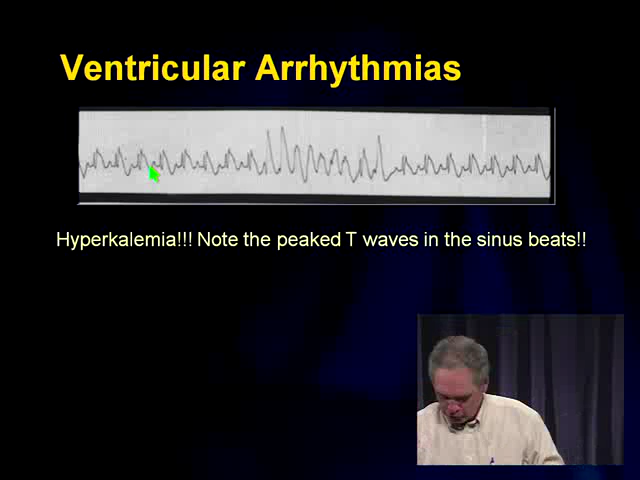 Ventricular Arrhythmias
Hyperkalemia!!! Note the peaked T waves in the sinus beats!!